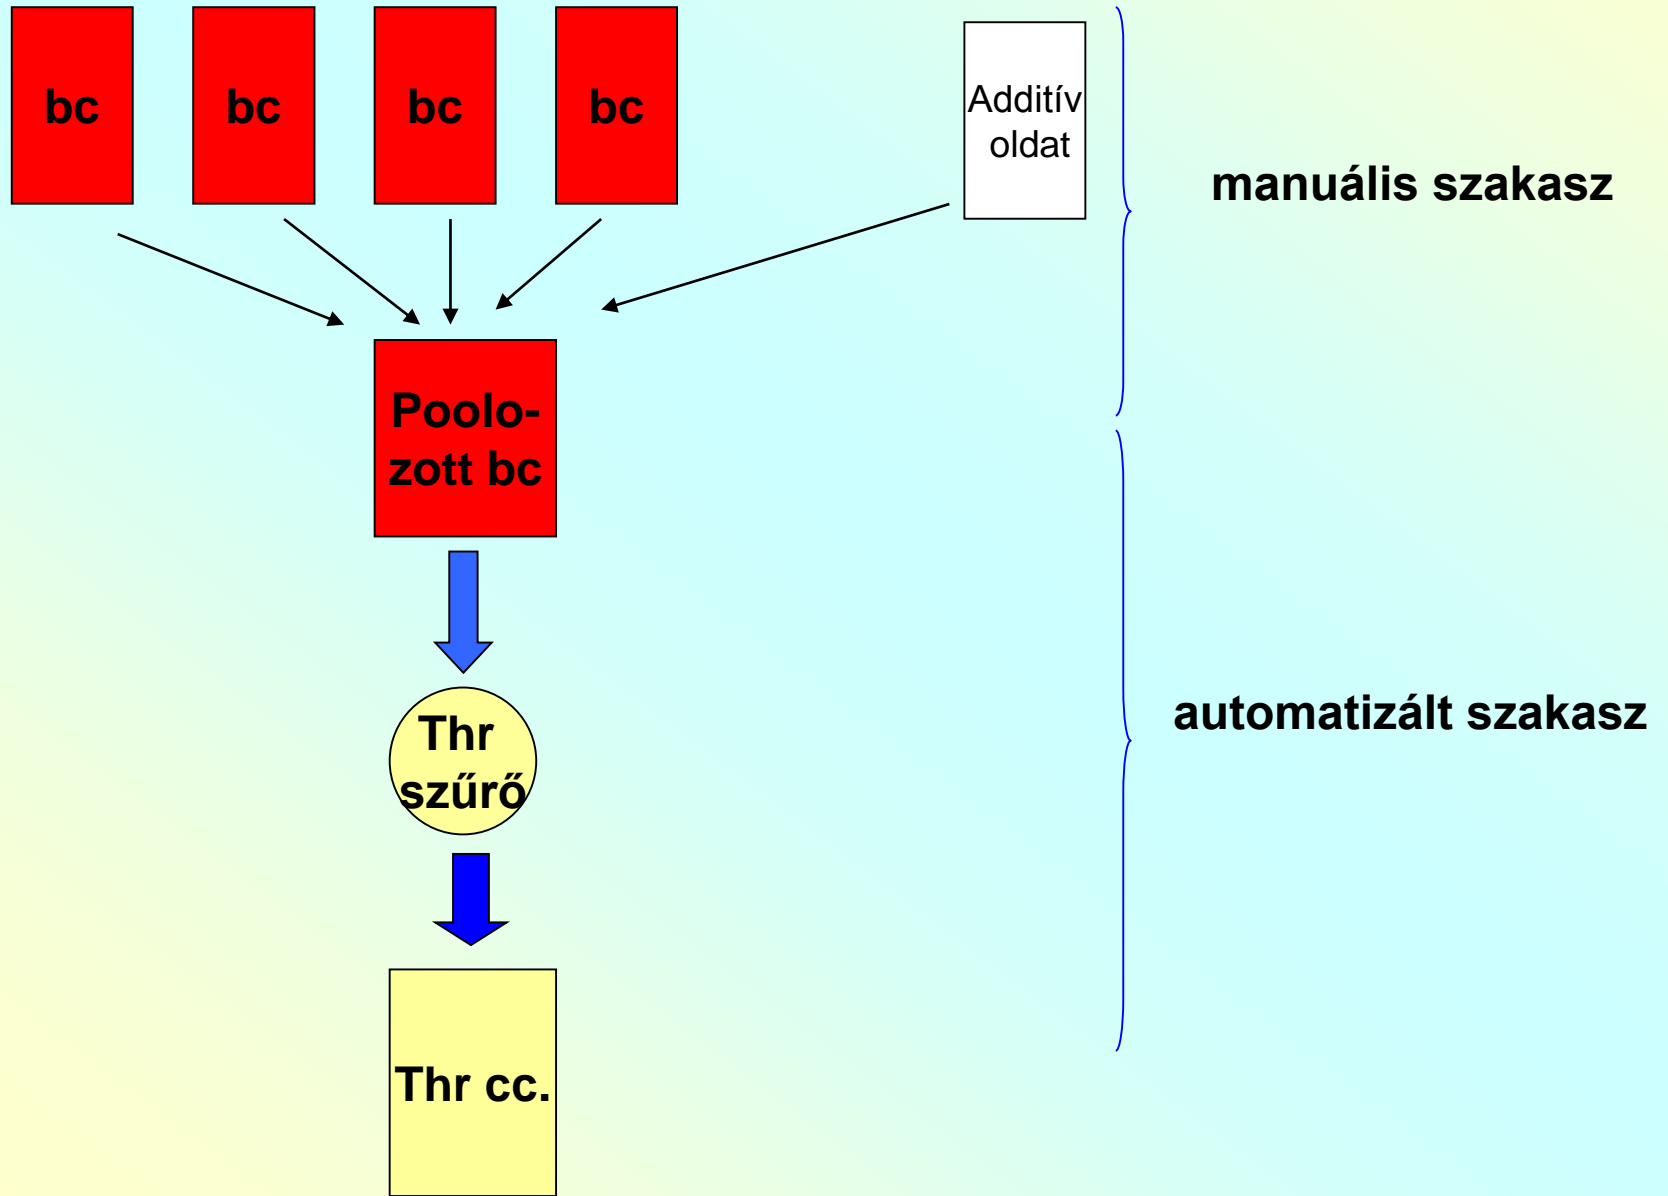 bc
bc
bc
bc
Additív
oldat
manuális szakasz
Poolo-
zott bc
automatizált szakasz
Thr
szűrő
Thr cc.